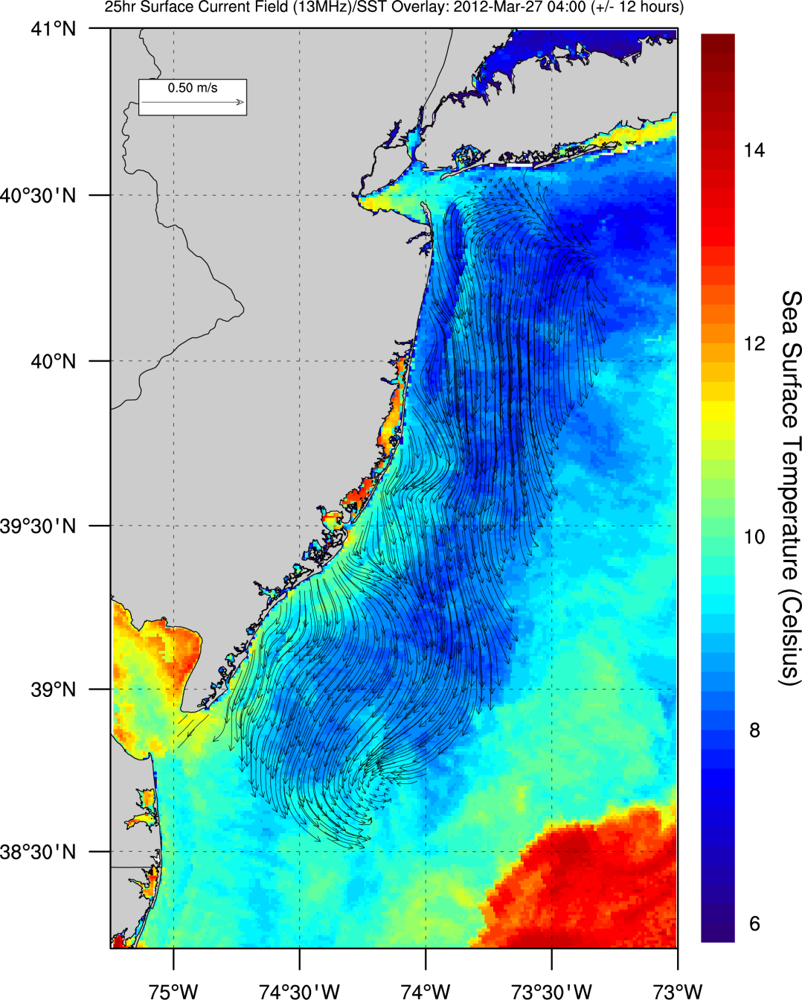 25hr Surface Current Field (13MHz)/SST Overlay: 2012-Mar-27 04:00 (+/- 12 hours)
41°N
0.50 m/s
40°30'N
40°N
39°30'N
39°N
38°30'N
75°W
74°30'W
74°W
73°30'W
73°W
14
12
10
8
6
Sea Surface Temperature (Celsius)